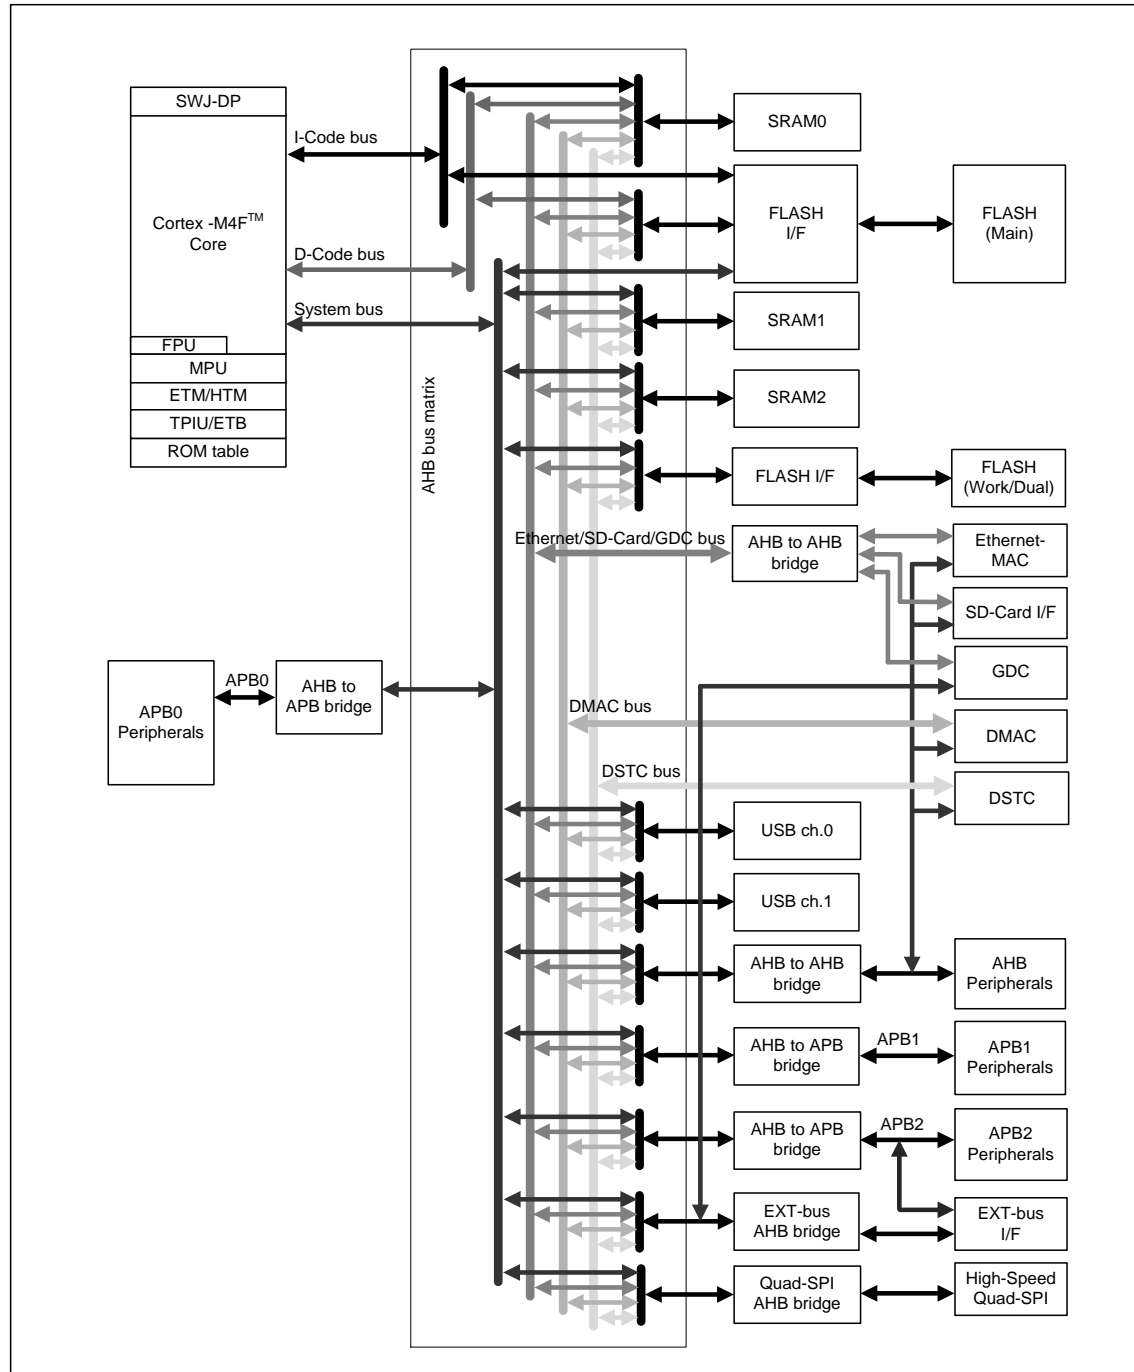 SWJ-DP
I-Code bus
Cortex -M4F™
Core
D-Code bus
System bus
FPU
MPU
ETM/HTM
TPIU/ETB
ROM table
AHB bus matrix
SRAM0
FLASH
I/F
FLASH
(Main)
SRAM1
SRAM2
FLASH I/F
FLASH
(Work/Dual)
Ethernet/SD-Card/GDC bus
AHB to AHB
bridge
Ethernet-
MAC
SD-Card I/F
GDC
APB0
Peripherals
APB0
AHB to
APB bridge
DMAC bus
DMAC
DSTC bus
DSTC
USB ch.0
USB ch.1
AHB to AHB
bridge
AHB
Peripherals
AHB to APB
bridge
APB1
APB1
Peripherals
AHB to APB
bridge
APB2
APB2
Peripherals
EXT-bus
AHB bridge
EXT-bus
I/F
Quad-SPI
AHB bridge
High-Speed
Quad-SPI